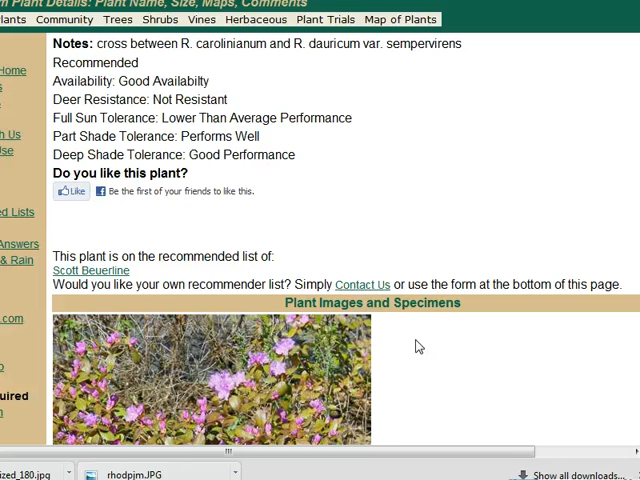 m Plant Details: Plant Name, Size, Maps, Comments
lants Community Trees Shrubs Vines Herbaceous Plant Trials Map of Plants
Home
s
h Us
Use
ed Lists
Answers
& Rain
.com
o
quired
n
Notes: cross between R. carolinianum and R. dauricum var. sempervirens
Recommended
Availability: Good Availabilty
Deer Resistance: Not Resistant
Full Sun Tolerance: Lower Than Average Performance
Part Shade Tolerance: Performs Well
Deep Shade Tolerance: Good Performance
Do you like this plant?
Like Be the first of your friends to like this.
This plant is on the recommended list of:
Scott Beuerline
Would you like your own recommender list? Simply Contact Us or use the form at the bottom of this page.
Plant Images and Specimens
ized_180.jpg rhodpjm.JPG Show all downloads...